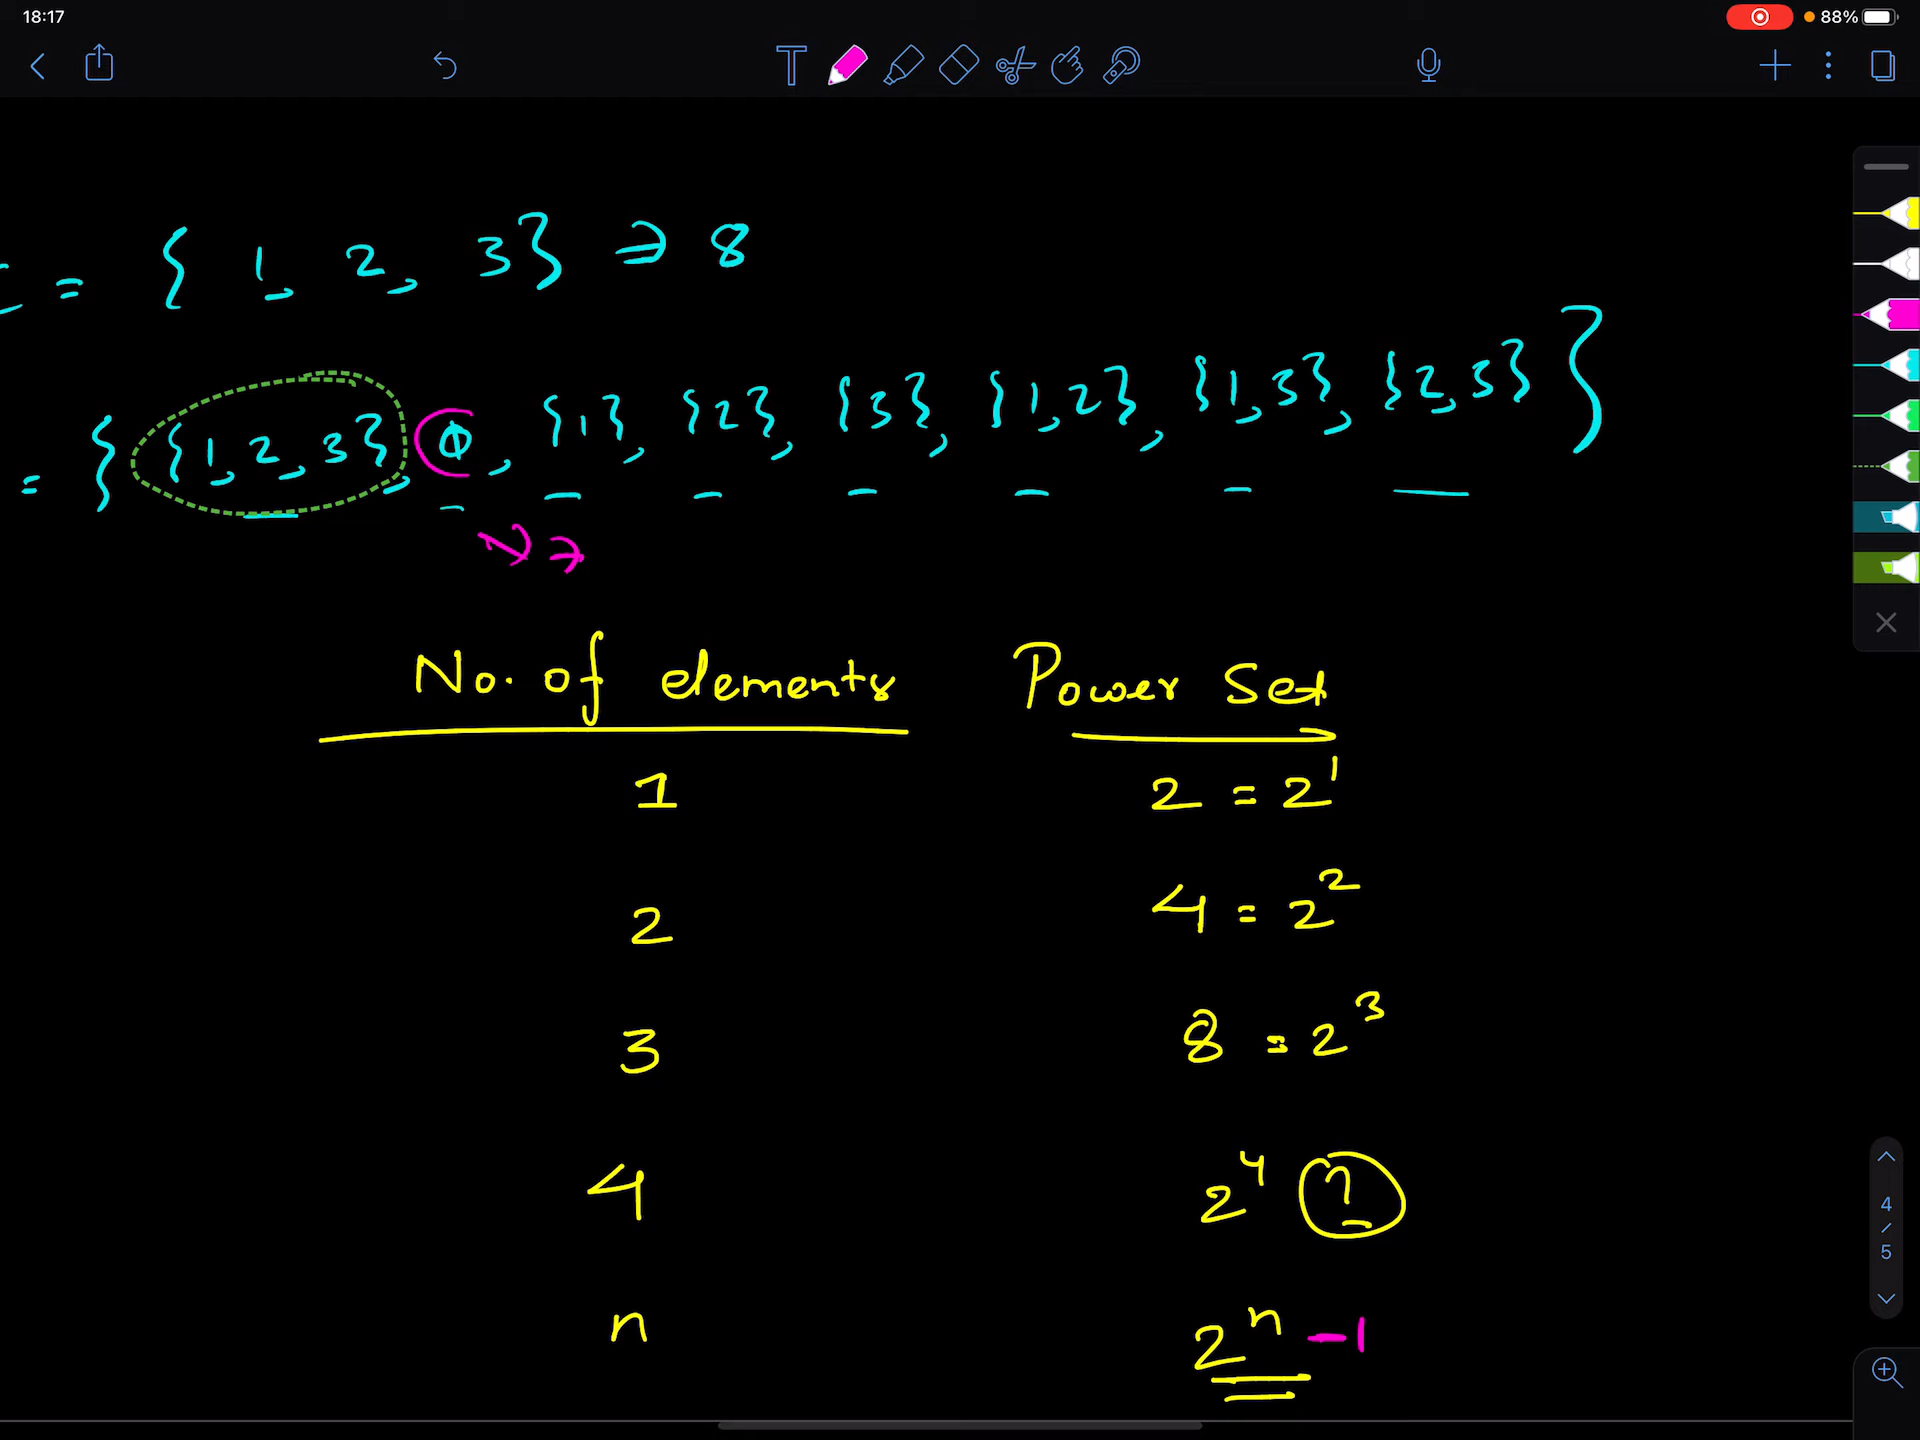 18:17
88%
= { 1, 2, 3} ⇒ 8
= { {1, 2, 3}, φ, {1}, {2}, {3}, {1,2}, {1,3}, {2,3} }
No. of elements Power Set
1 2 = 2¹
2 4 = 2²
3 8 = 2³
4 2⁴ ?
n 2ⁿ -1
4
/
5